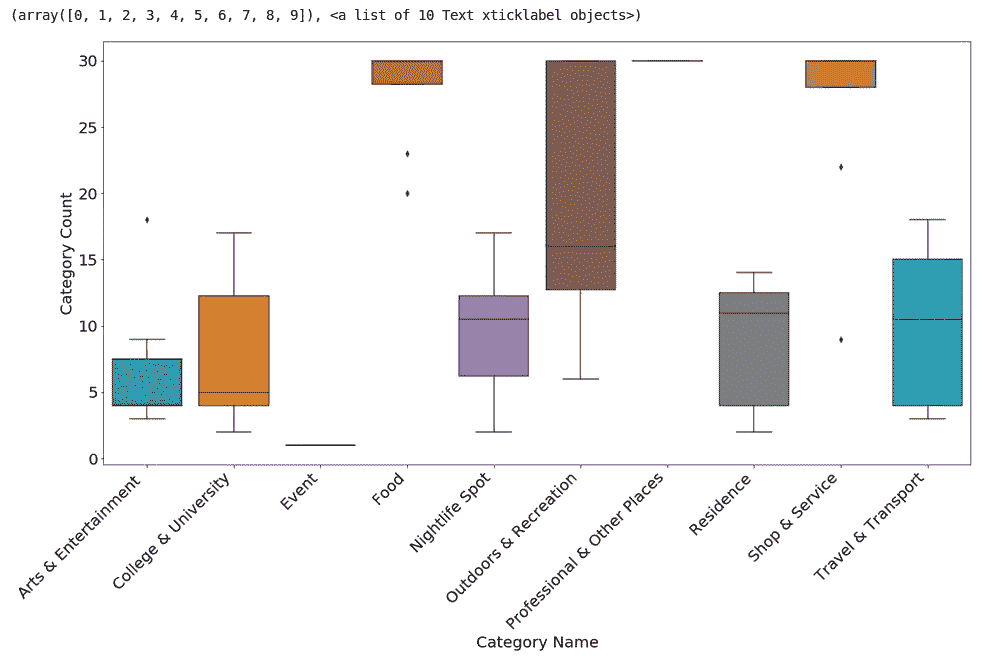 (array([0, 1, 2, 3, 4, 5, 6, 7, 8, 9]), <a list of 10 Text xticklabel objects>)
30
25
20
15
10
5
0
Category Count
Arts & Entertainment
College & University
Event
Food
Nightlife Spot
Outdoors & Recreation
Professional & Other Places
Residence
Shop & Service
Travel & Transport
Category Name